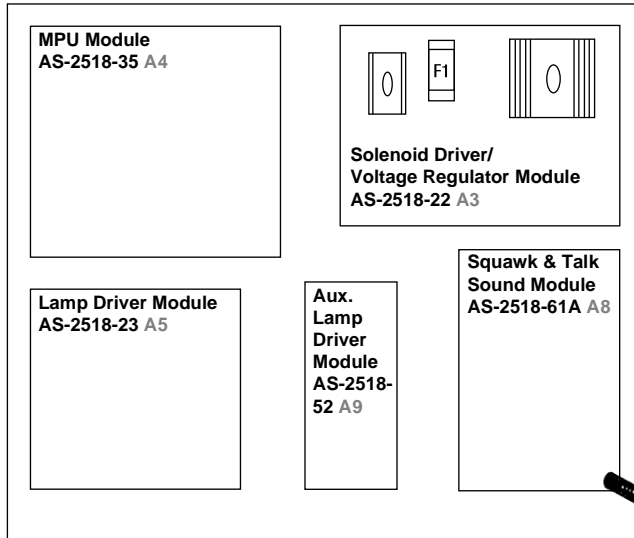 MPU Module
AS-2518-35 A4
F1
Solenoid Driver/
Voltage Regulator Module
AS-2518-22 A3
Lamp Driver Module
AS-2518-23 A5
Aux.
Lamp
Driver
Module
AS-2518-
52 A9
Squawk & Talk
Sound Module
AS-2518-61A A8